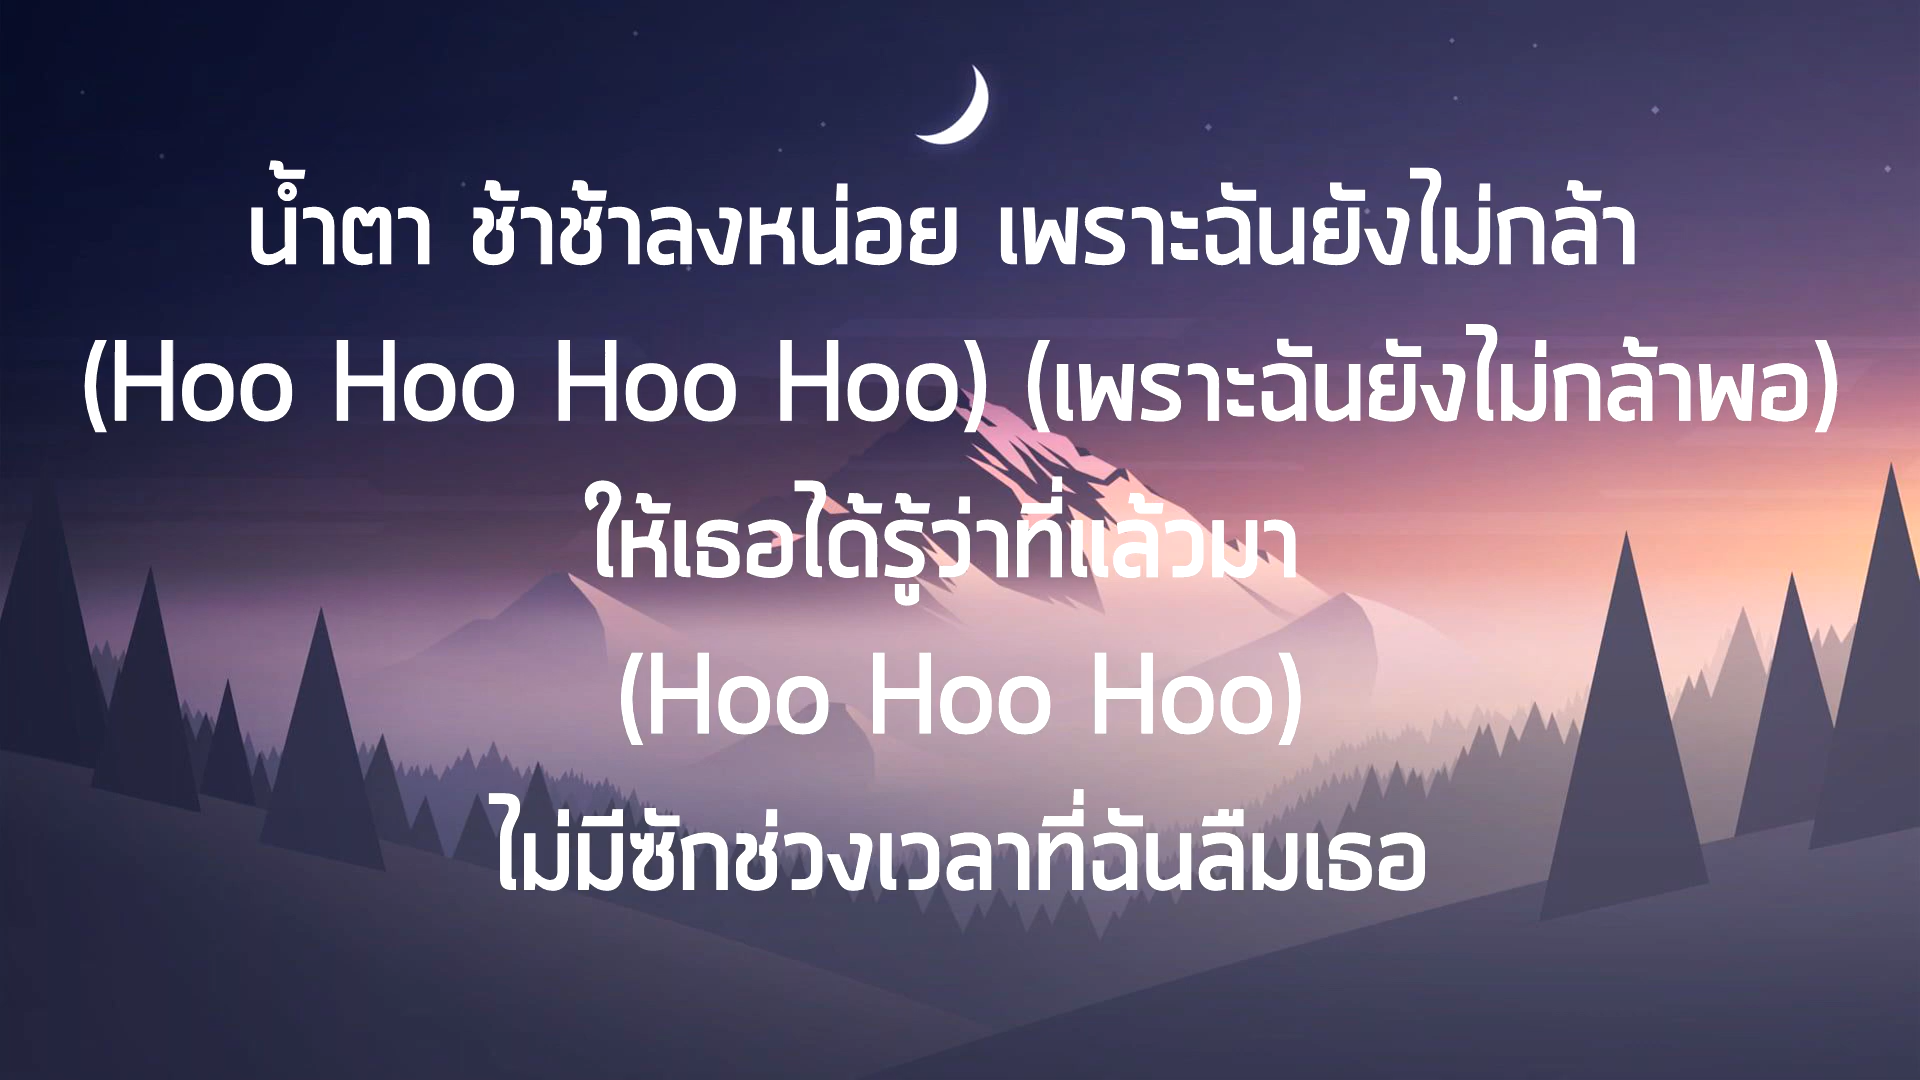 น้ำตา ช้าช้าลงหน่อย เพราะฉันยังไม่กล้า
(Hoo Hoo Hoo Hoo) (เพราะฉันยังไม่กล้าพอ)
ให้เธอได้รู้ว่าที่แล้วมา
(Hoo Hoo Hoo)
ไม่มีซักช่วงเวลาที่ฉันลืมเธอ